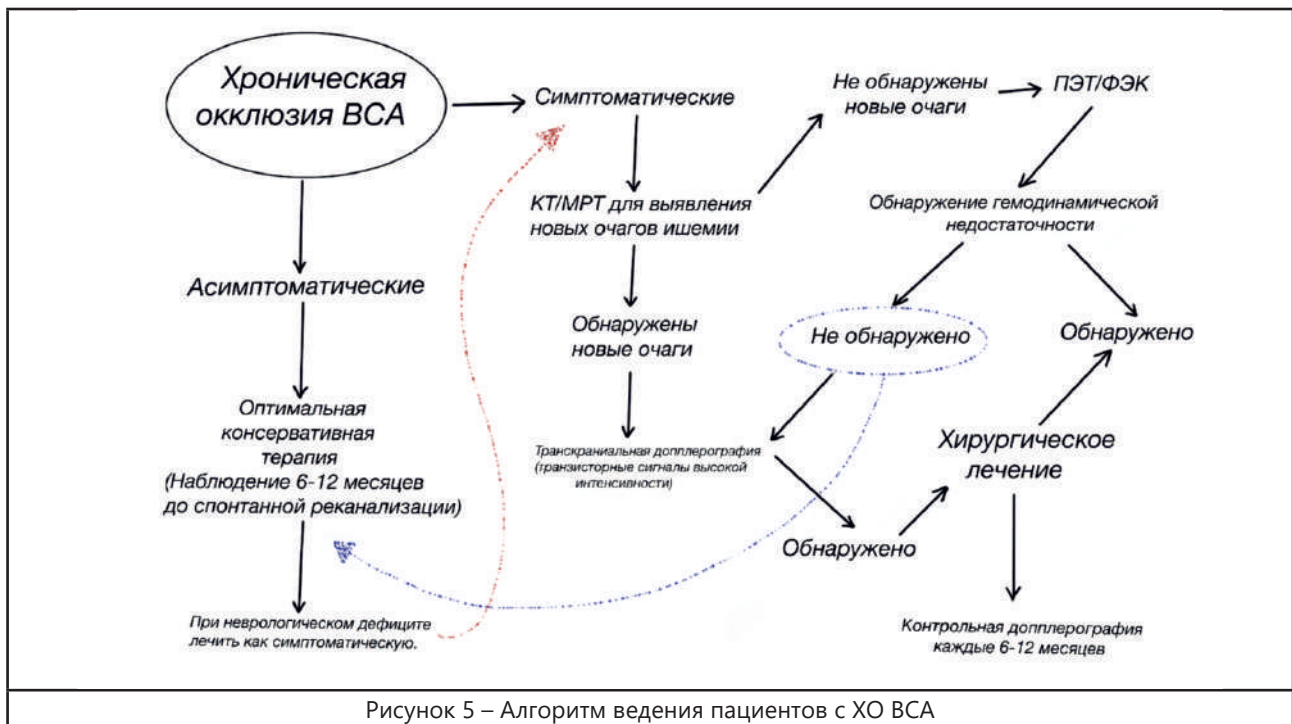 Хроническая
окклюзия ВСА
Симптоматические
Не обнаружены
новые очаги
ПЭТ/ФЭК
КТ/МРТ для выявления
новых очагов ишемии
Обнаружение гемодинамической
недостаточности
Асимптоматические
Обнаружены
новые очаги
Не обнаружено
Обнаружено
Оптимальная
консервативная
терапия
(Наблюдение 6-12 месяцев
до спонтанной реканализации)
Транскраниальная допплерография
(транзисторные сигналы высокой
интенсивности)
Хирургическое
лечение
Обнаружено
При неврологическом дефиците
лечить как симптоматическую.
Контрольная допплерография
каждые 6-12 месяцев
Рисунок 5 – Алгоритм ведения пациентов с ХО ВСА